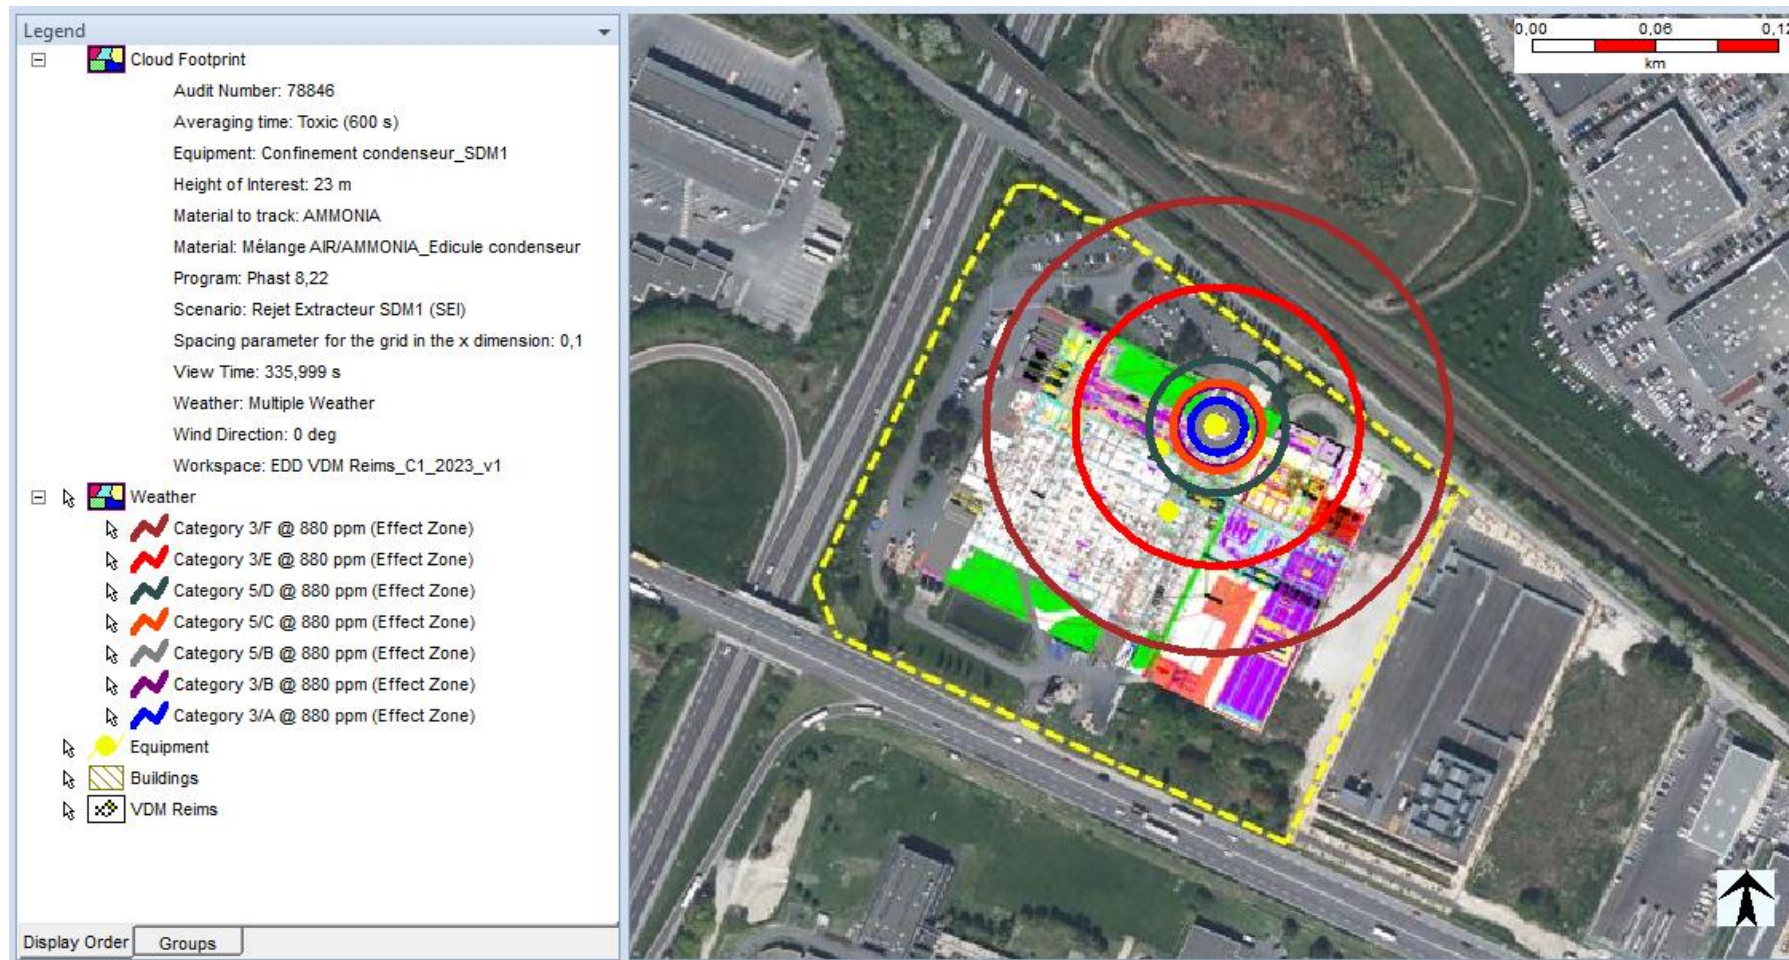 Legend
Cloud Footprint
Audit Number: 78846
Averaging time: Toxic (600 s)
Equipment: Confinement condenseur_SDM1
Height of Interest: 23 m
Material to track: AMMONIA
Material: Mélange AIR/AMMONIA_Edicule condenseur
Program: Phast 8,22
Scenario: Rejet Extracteur SDM1 (SEI)
Spacing parameter for the grid in the x dimension: 0,1
View Time: 335,999 s
Weather: Multiple Weather
Wind Direction: 0 deg
Workspace: EDD VDM Reims_C1_2023_v1
Weather
Category 3/F @ 880 ppm (Effect Zone)
Category 3/E @ 880 ppm (Effect Zone)
Category 5/D @ 880 ppm (Effect Zone)
Category 5/C @ 880 ppm (Effect Zone)
Category 5/B @ 880 ppm (Effect Zone)
Category 3/B @ 880 ppm (Effect Zone)
Category 3/A @ 880 ppm (Effect Zone)
Equipment
Buildings
VDM Reims
Display Order Groups
0,00 0,06 0,12
km